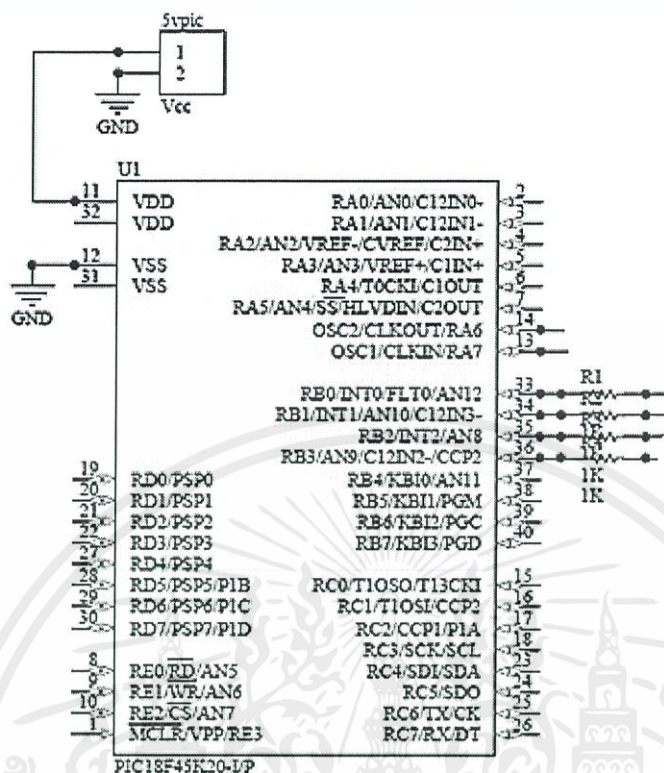 5vpic
1
2
Vcc
GND
U1
11 VDD RA0/AN0/C12IN0- 2
32 VDD RA1/AN1/C12IN1- 3
RA2/AN2/VREF-/CVREF/C2IN+ 4
12 VSS RA3/AN3/VREF+/C1IN+ 5
31 VSS RA4/T0CKI/C1OUT 6
GND RA5/AN4/SS/HLVDIN/C2OUT 7
OSC2/CLKOUT/RA6 14
OSC1/CLKIN/RA7 13
RB0/INT0/FLT0/AN12 33 R1
RB1/INT1/AN10/C12IN3- 34
RB2/INT2/AN8 35
19 RD0/PSP0 RB3/AN9/C12IN2-/CCP2 36
20 RD1/PSP1 RB4/KBI0/AN11 37 1K
21 RD2/PSP2 RB5/KBI1/PGM 38 1K
22 RD3/PSP3 RB6/KBI2/PGC 39
27 RD4/PSP4 RB7/KBI3/PGD 40
28 RD5/PSP5/P1B RC0/T1OSO/T13CKI 15
29 RD6/PSP6/P1C RC1/T1OSI/CCP2 16
30 RD7/PSP7/P1D RC2/CCP1/P1A 17
RC3/SCK/SCL 18
8 RE0/RD/AN5 RC4/SDI/SDA 23
9 RE1/WR/AN6 RC5/SDO 24
10 RE2/CS/AN7 RC6/TX/CK 25
1 MCLR/VPP/RE3 RC7/RX/DT 26
PIC18F45K20-I/P